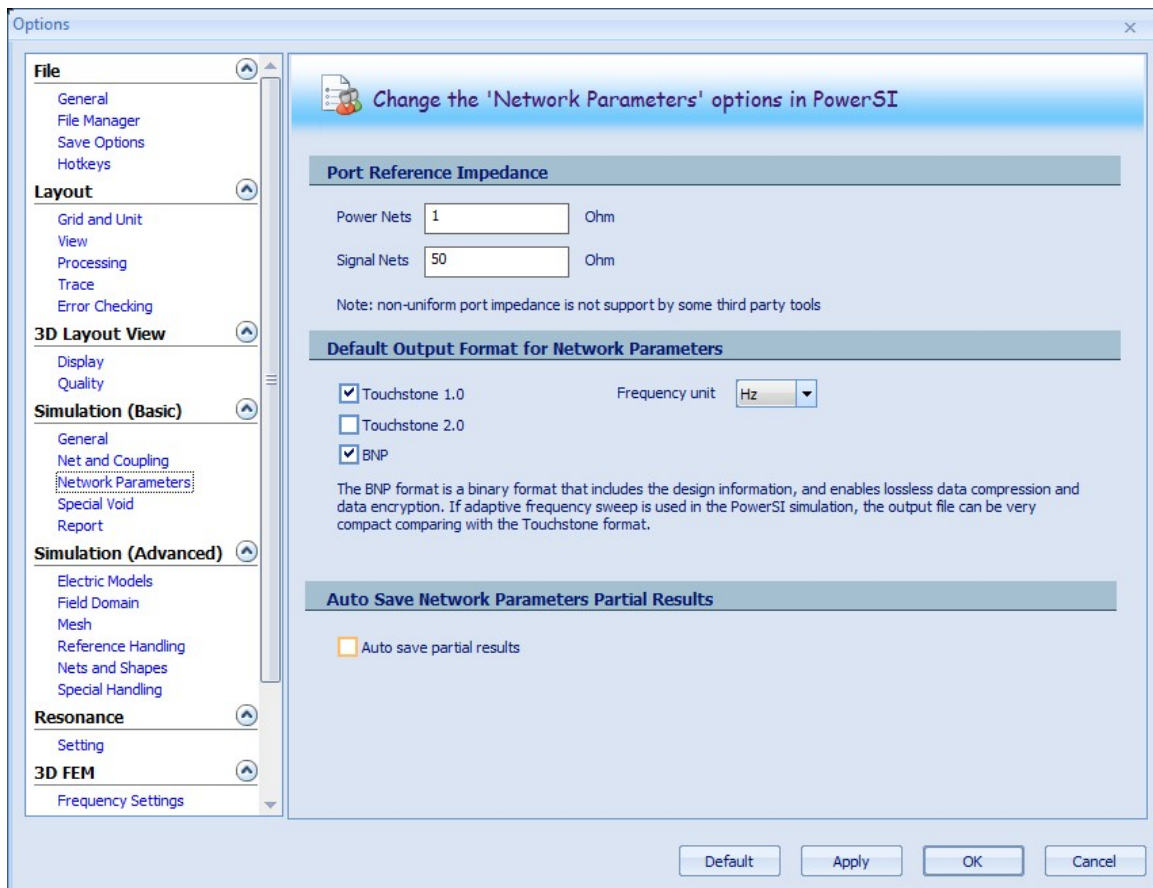 Options
File
General
File Manager
Save Options
Hotkeys
Layout
Grid and Unit
View
Processing
Trace
Error Checking
3D Layout View
Display
Quality
Simulation (Basic)
General
Net and Coupling
Network Parameters
Special Void
Report
Simulation (Advanced)
Electric Models
Field Domain
Mesh
Reference Handling
Nets and Shapes
Special Handling
Resonance
Setting
3D FEM
Frequency Settings
Change the 'Network Parameters' options in PowerSI
Port Reference Impedance
Power Nets 1 Ohm
Signal Nets 50 Ohm
Note: non-uniform port impedance is not support by some third party tools
Default Output Format for Network Parameters
Touchstone 1.0 Frequency unit Hz
Touchstone 2.0
BNP
The BNP format is a binary format that includes the design information, and enables lossless data compression and
data encryption. If adaptive frequency sweep is used in the PowerSI simulation, the output file can be very
compact comparing with the Touchstone format.
Auto Save Network Parameters Partial Results
Auto save partial results
Default Apply OK Cancel